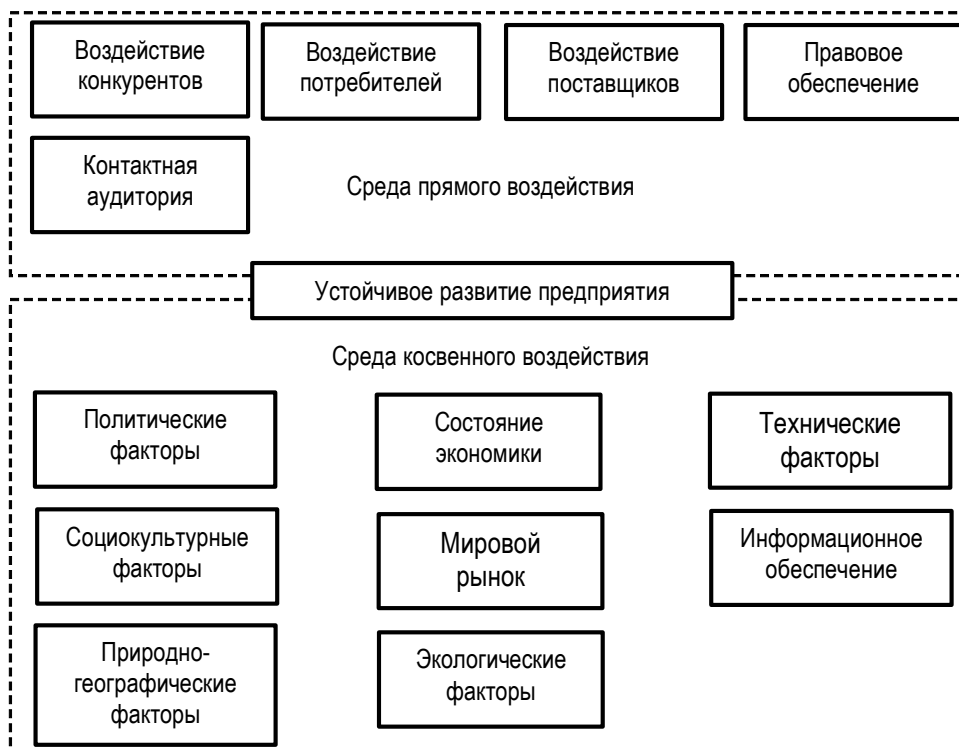 Воздействие
конкурентов
Воздействие
потребителей
Воздействие
поставщиков
Правовое
обеспечение
Контактная
аудитория
Среда прямого воздействия
Устойчивое развитие предприятия
Среда косвенного воздействия
Политические
факторы
Состояние
экономики
Технические
факторы
Социокультурные
факторы
Мировой
рынок
Информационное
обеспечение
Природно-
географические
факторы
Экологические
факторы